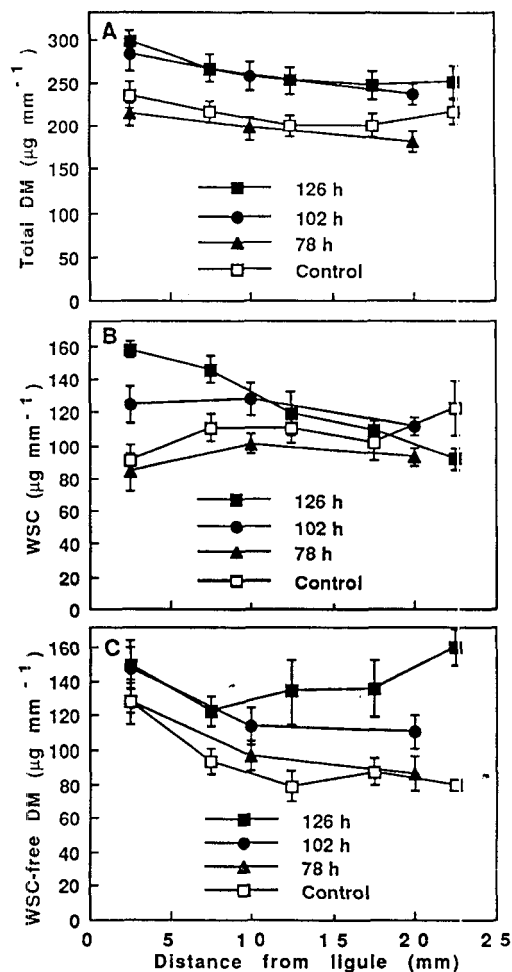 A
300
250
200
150
100
50
0
Total DM (μg mm⁻¹)
126 h
102 h
78 h
Control
B
160
140
120
100
80
60
40
20
0
WSC (μg mm⁻¹)
126 h
102 h
78 h
Control
C
160
140
120
100
80
60
40
20
0
WSC-free DM (μg mm⁻¹)
126 h
102 h
78 h
Control
0 5 10 15 20 25
Distance from ligule (mm)